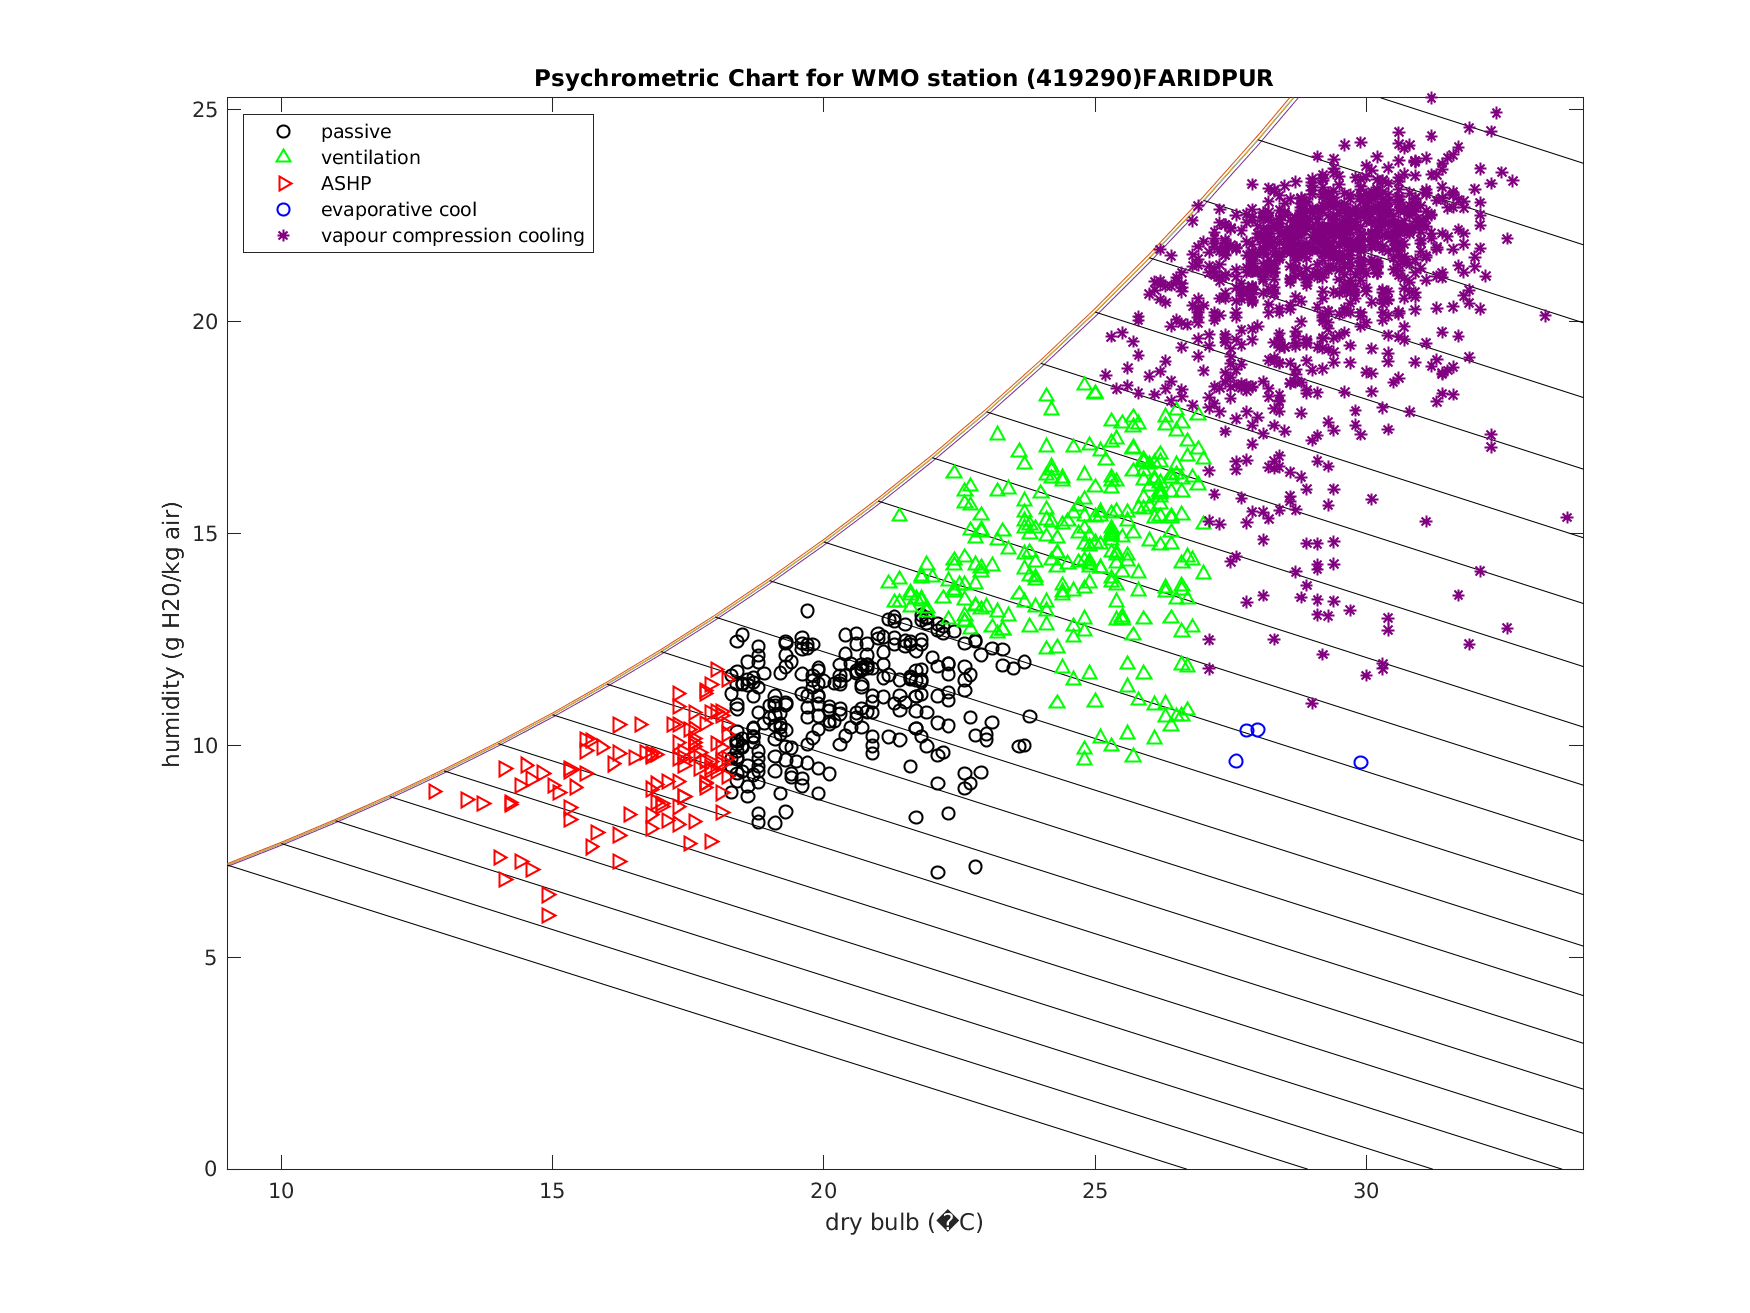 Psychrometric Chart for WMO station (419290)FARIDPUR
passive
ventilation
ASHP
evaporative cool
vapour compression cooling
humidity (g H20/kg air)
25
20
15
10
5
0
10 15 20 25 30
dry bulb (�C)